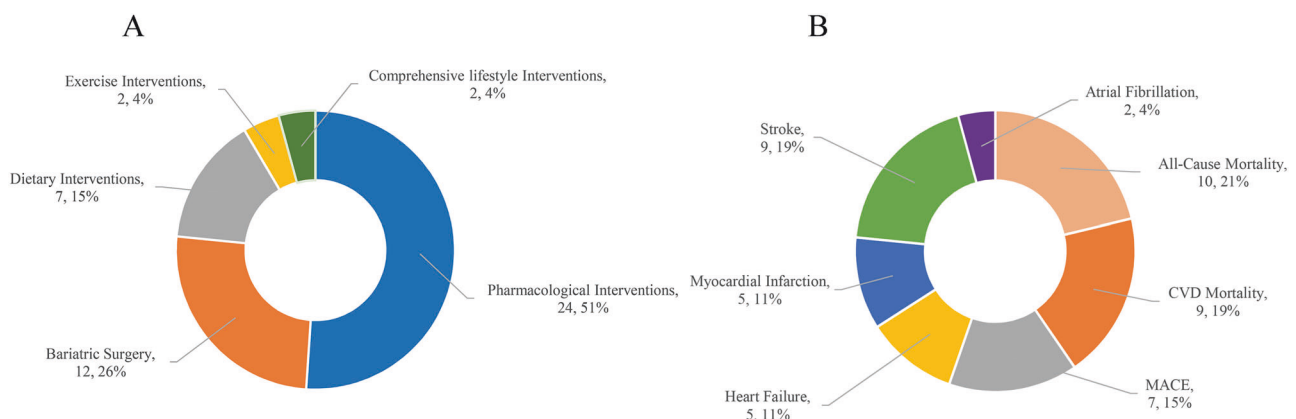 A
Exercise Interventions,
2, 4%
Comprehensive lifestyle Interventions,
2, 4%
Dietary Interventions,
7, 15%
Pharmacological Interventions,
24, 51%
Bariatric Surgery,
12, 26%
B
Atrial Fibrillation,
2, 4%
Stroke,
9, 19%
All-Cause Mortality,
10, 21%
Myocardial Infarction,
5, 11%
CVD Mortality,
9, 19%
Heart Failure,
5, 11%
MACE,
7, 15%